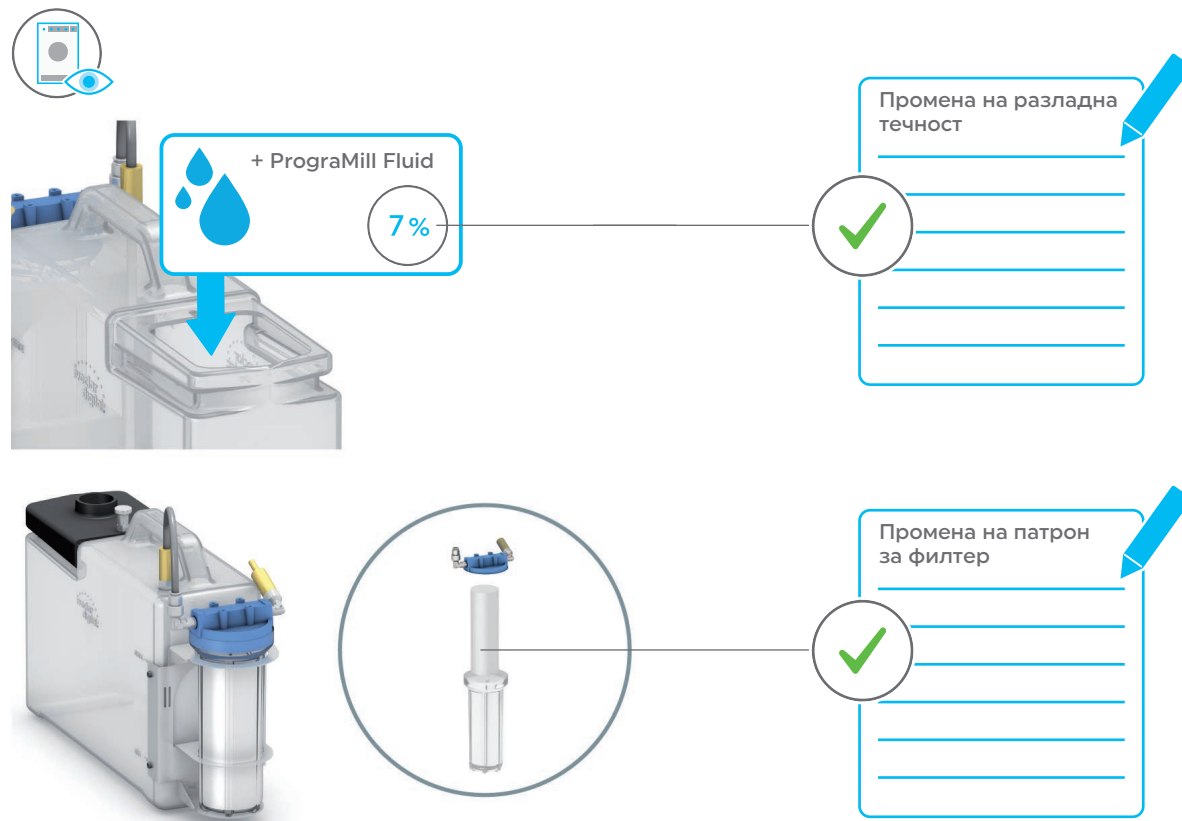 Промена на разладна
течност
+ PrograMill Fluid
7 %
Промена на патрон
за филтер